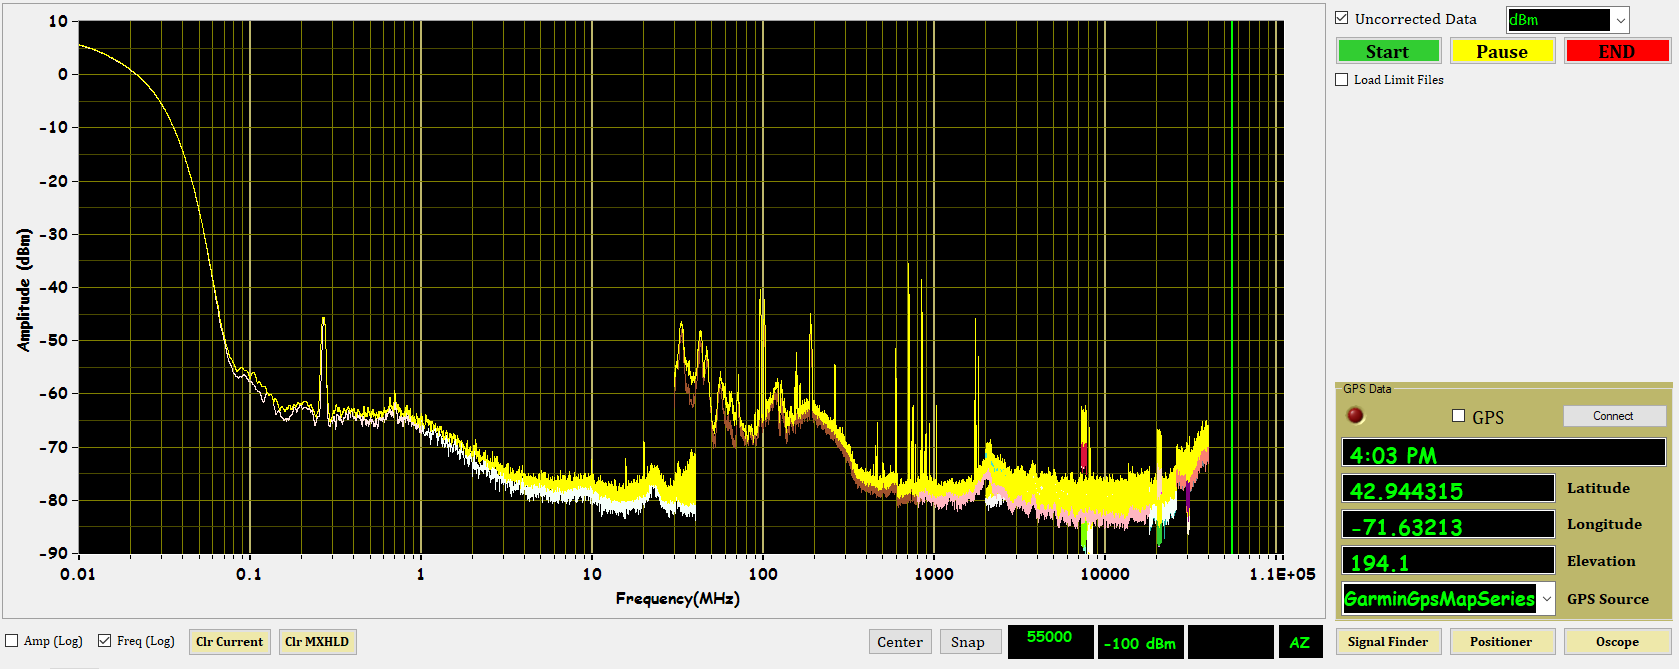 Uncorrected Data
dBm
Start
Pause
END
Load Limit Files
10
0
-10
-20
-30
-40
-50
-60
-70
-80
-90
Amplitude (dBm)
0.01
0.1
1
10
100
1000
10000
1.1E+05
Frequency(MHz)
GPS Data
GPS
Connect
4:03 PM
42.944315
Latitude
-71.63213
Longitude
194.1
Elevation
GarminGpsMapSeries
GPS Source
Amp (Log)
Freq (Log)
Clr Current
Clr MXHLD
Center
Snap
55000
-100 dBm
AZ
Signal Finder
Positioner
Oscope